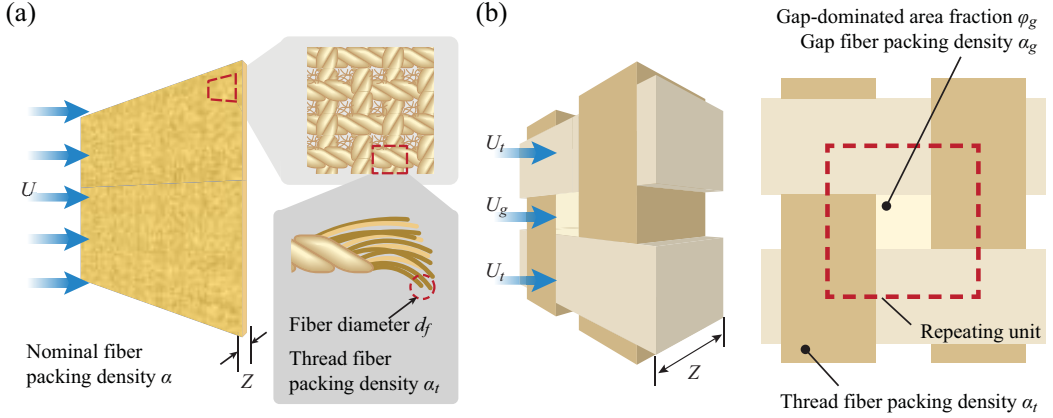 (a)
U
Nominal fiber
packing density α
Z
Fiber diameter d_f
Thread fiber
packing density α_t
(b)
U_t
U_g
U_t
Z
Gap-dominated area fraction φ_g
Gap fiber packing density α_g
Repeating unit
Thread fiber packing density α_t